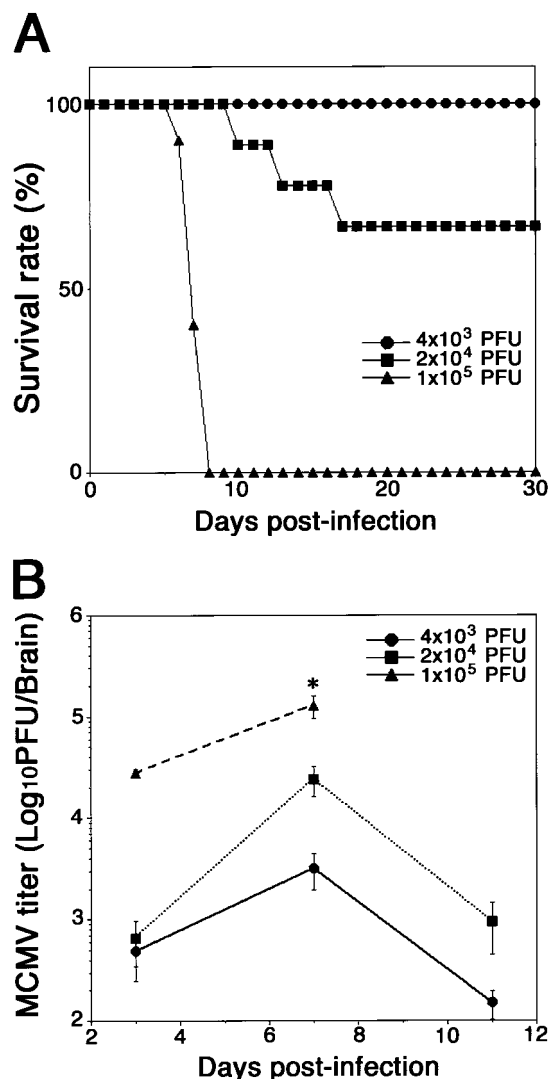 A
Survival rate (%)
100
50
0
0
10
20
30
4x10³ PFU
2x10⁴ PFU
1x10⁵ PFU
Days post-infection
B
MCMV titer (Log₁₀PFU/Brain)
6
5
4
3
2
4x10³ PFU
2x10⁴ PFU
1x10⁵ PFU
*
2
4
6
8
10
12
Days post-infection